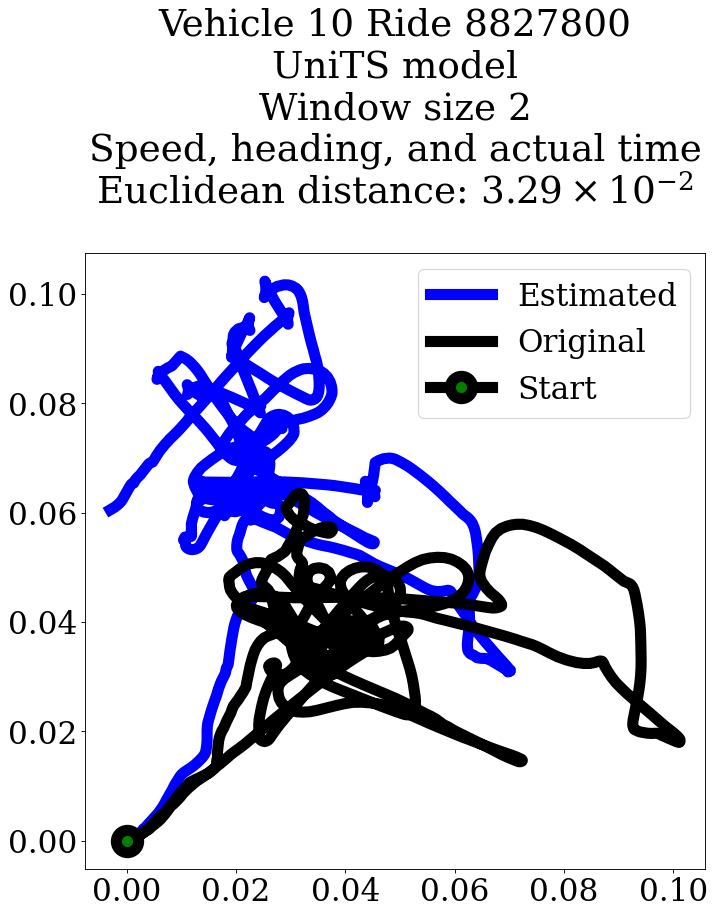 Vehicle 10 Ride 8827800
UniTS model
Window size 2
Speed, heading, and actual time
Euclidean distance: 3.29 × 10⁻²
Estimated
Original
Start
0.10
0.08
0.06
0.04
0.02
0.00
0.00 0.02 0.04 0.06 0.08 0.10